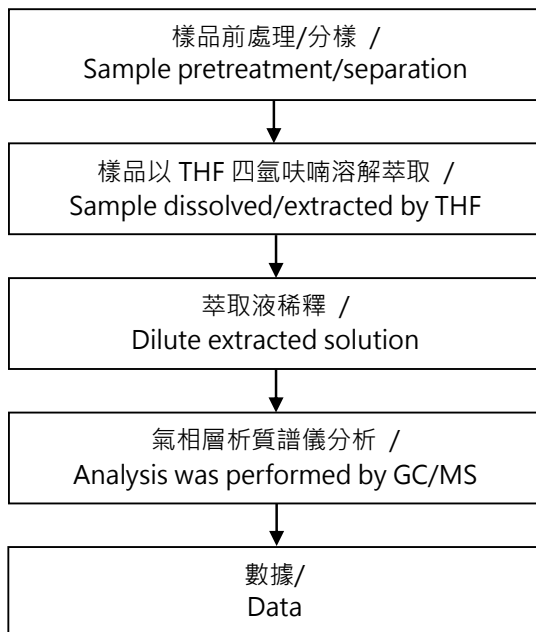 樣品前處理/分樣 /
Sample pretreatment/separation
樣品以 THF 四氫呋喃溶解萃取 /
Sample dissolved/extracted by THF
萃取液稀釋 /
Dilute extracted solution
氣相層析質譜儀分析 /
Analysis was performed by GC/MS
數據/
Data